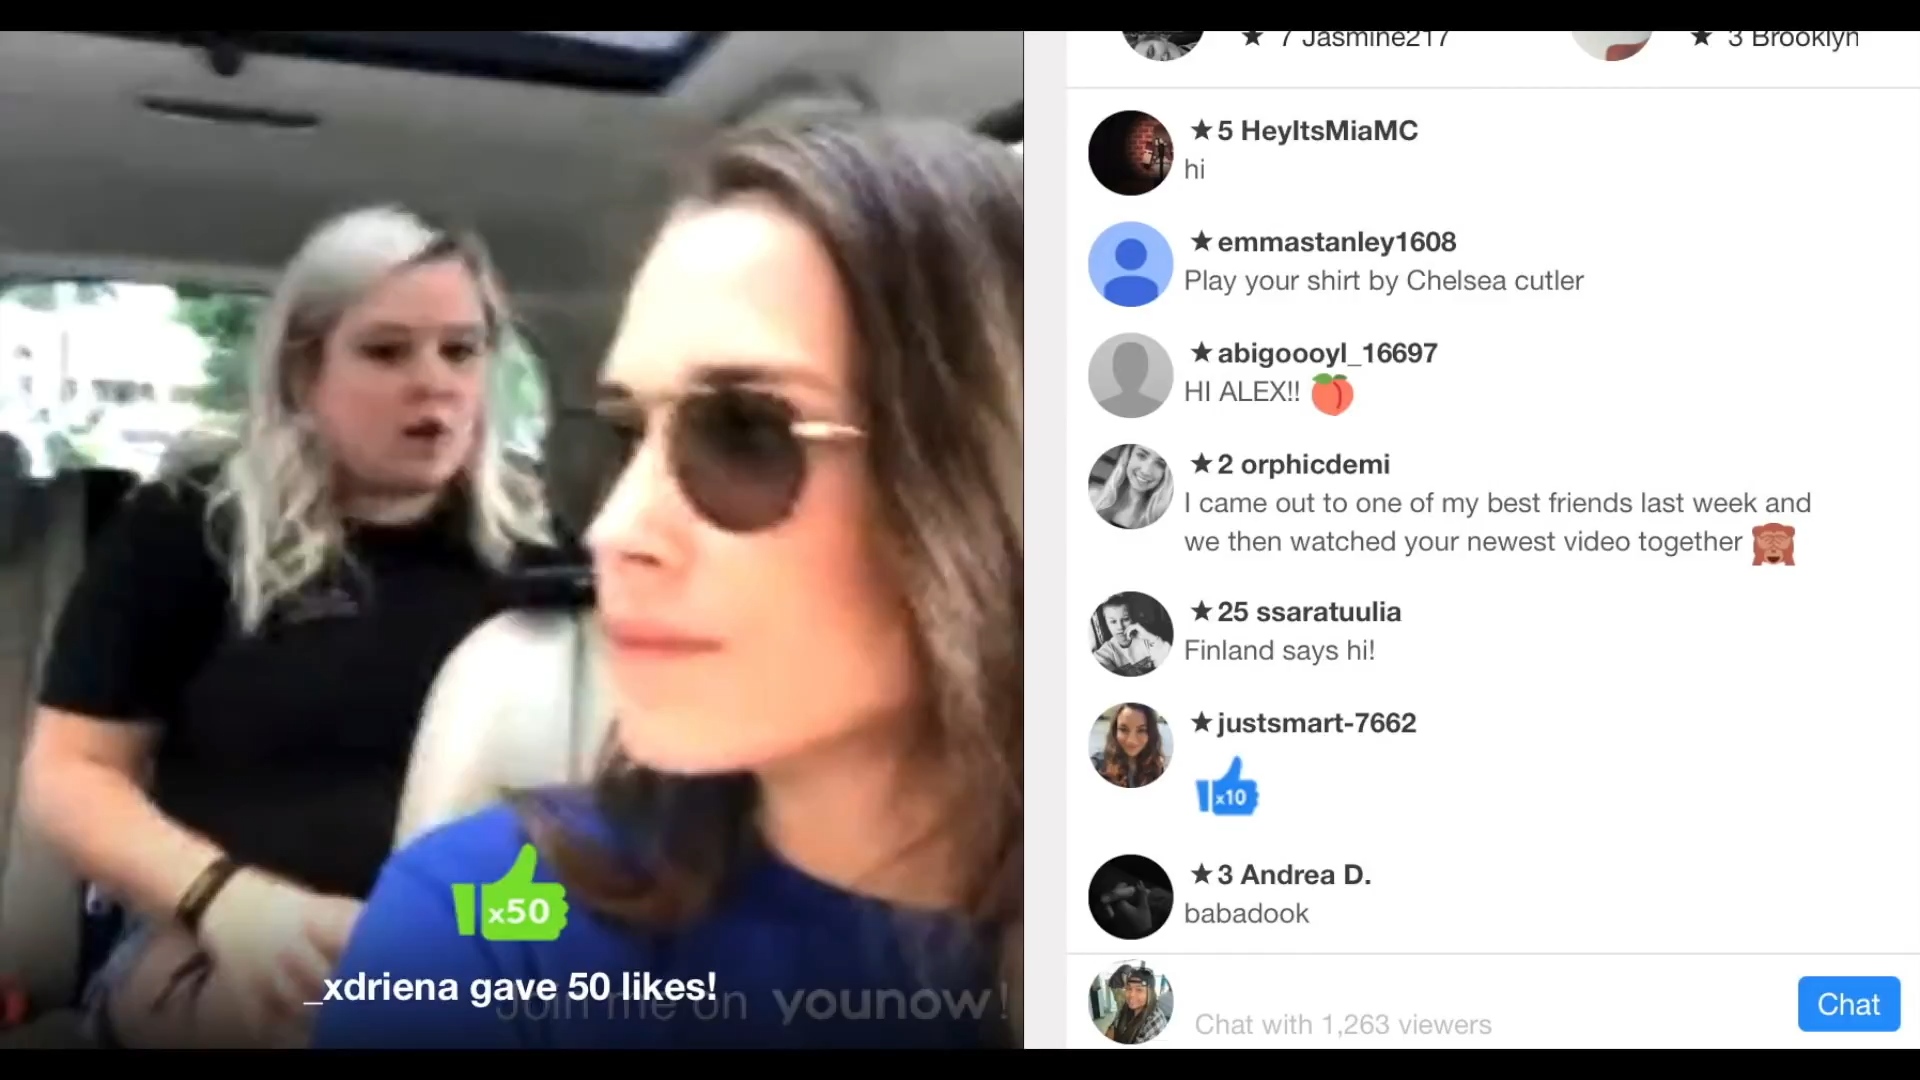 ★ 7 Jasmine217
★ 3 Brooklyn
★ 5 HeyItsMiaMC
hi
★ emmastanley1608
Play your shirt by Chelsea cutler
★ abigoooyl_16697
HI ALEX!! 🍑
★ 2 orphicdemi
I came out to one of my best friends last week and
we then watched your newest video together 🙈
★ 25 ssaratuulia
Finland says hi!
★ justsmart-7662
x10
★ 3 Andrea D.
babadook
x50
_xdriena gave 50 likes!
Join me on younow!
Chat with 1,263 viewers
Chat